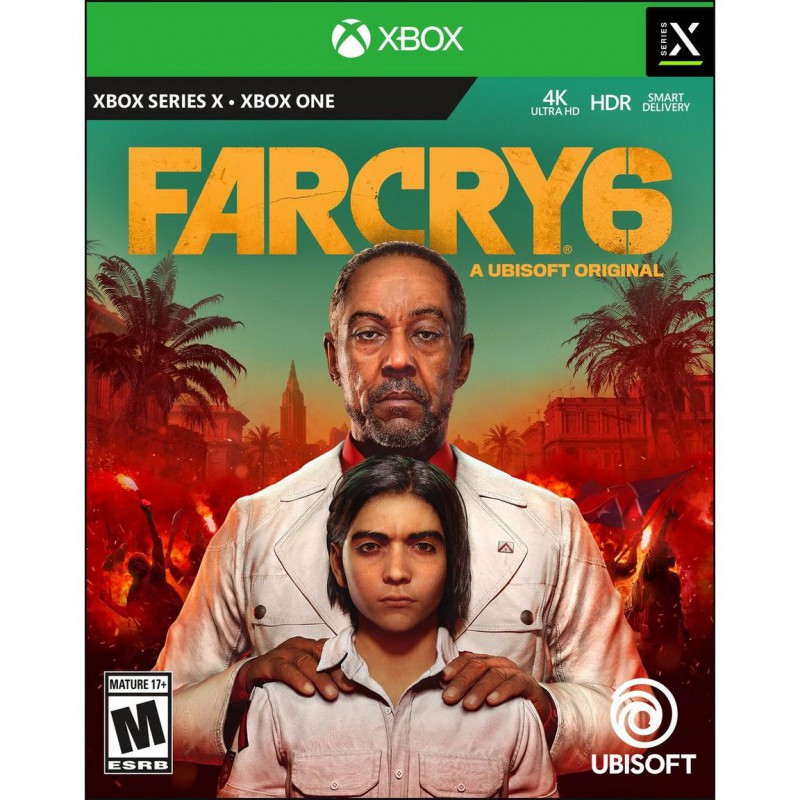 XBOX
SERIES X
XBOX SERIES X • XBOX ONE
4K ULTRA HD
HDR
SMART DELIVERY
FARCRY6®
A UBISOFT ORIGINAL
MATURE 17+
M
ESRB
UBISOFT